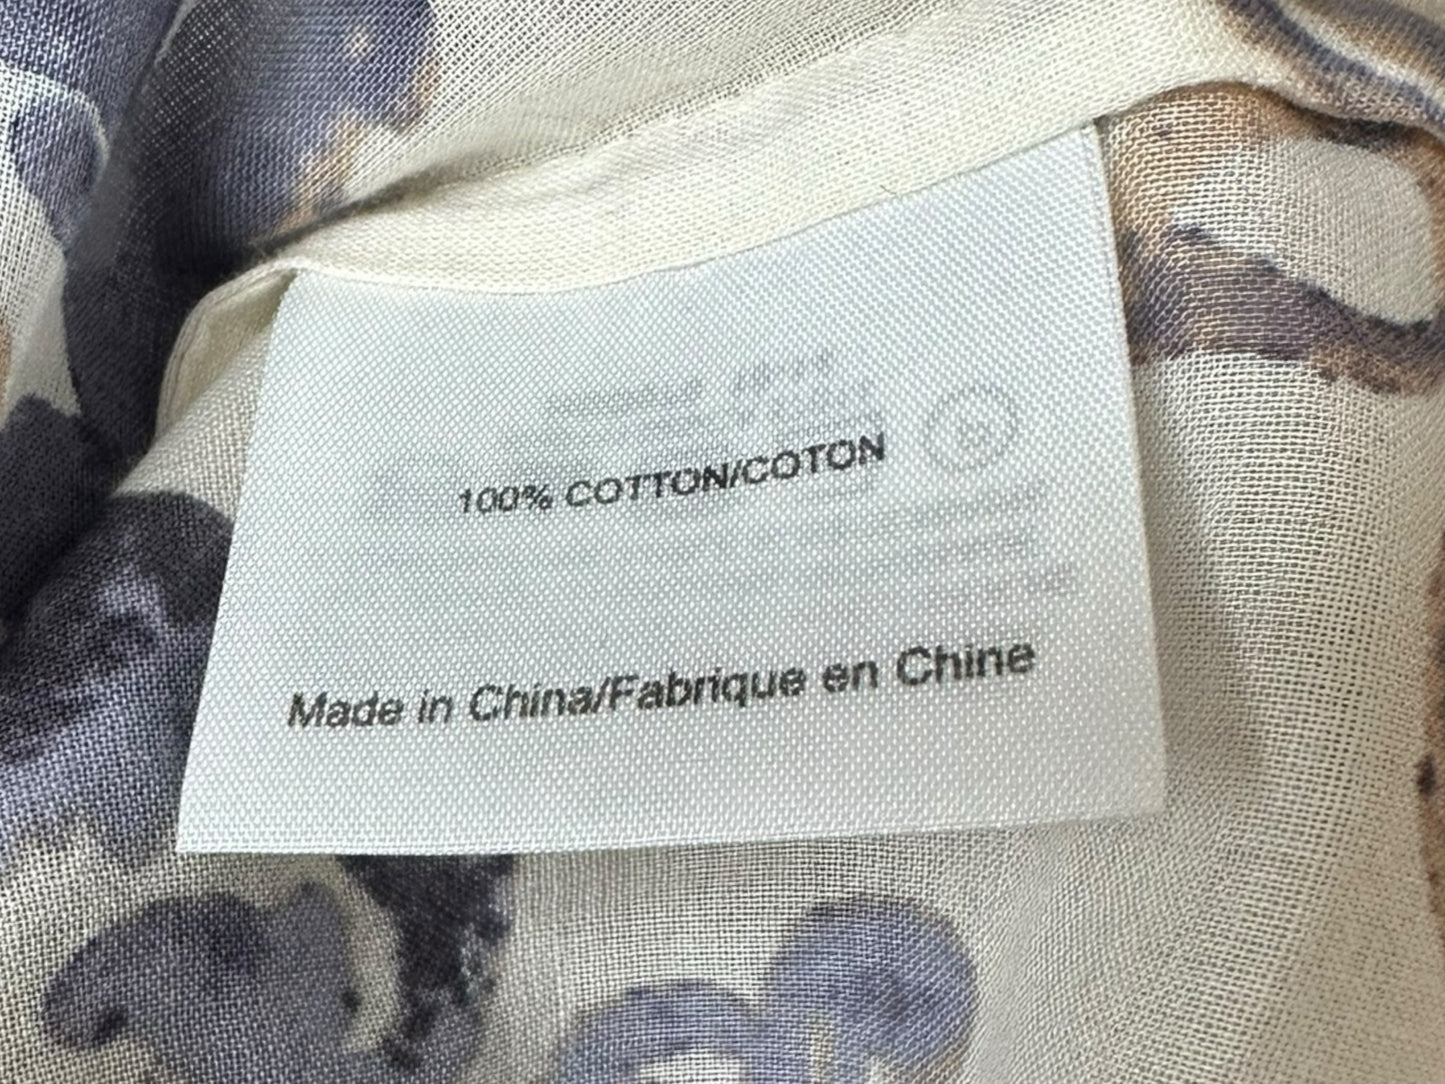 100% COTTON/COTON
Made in China/Fabrique en Chine